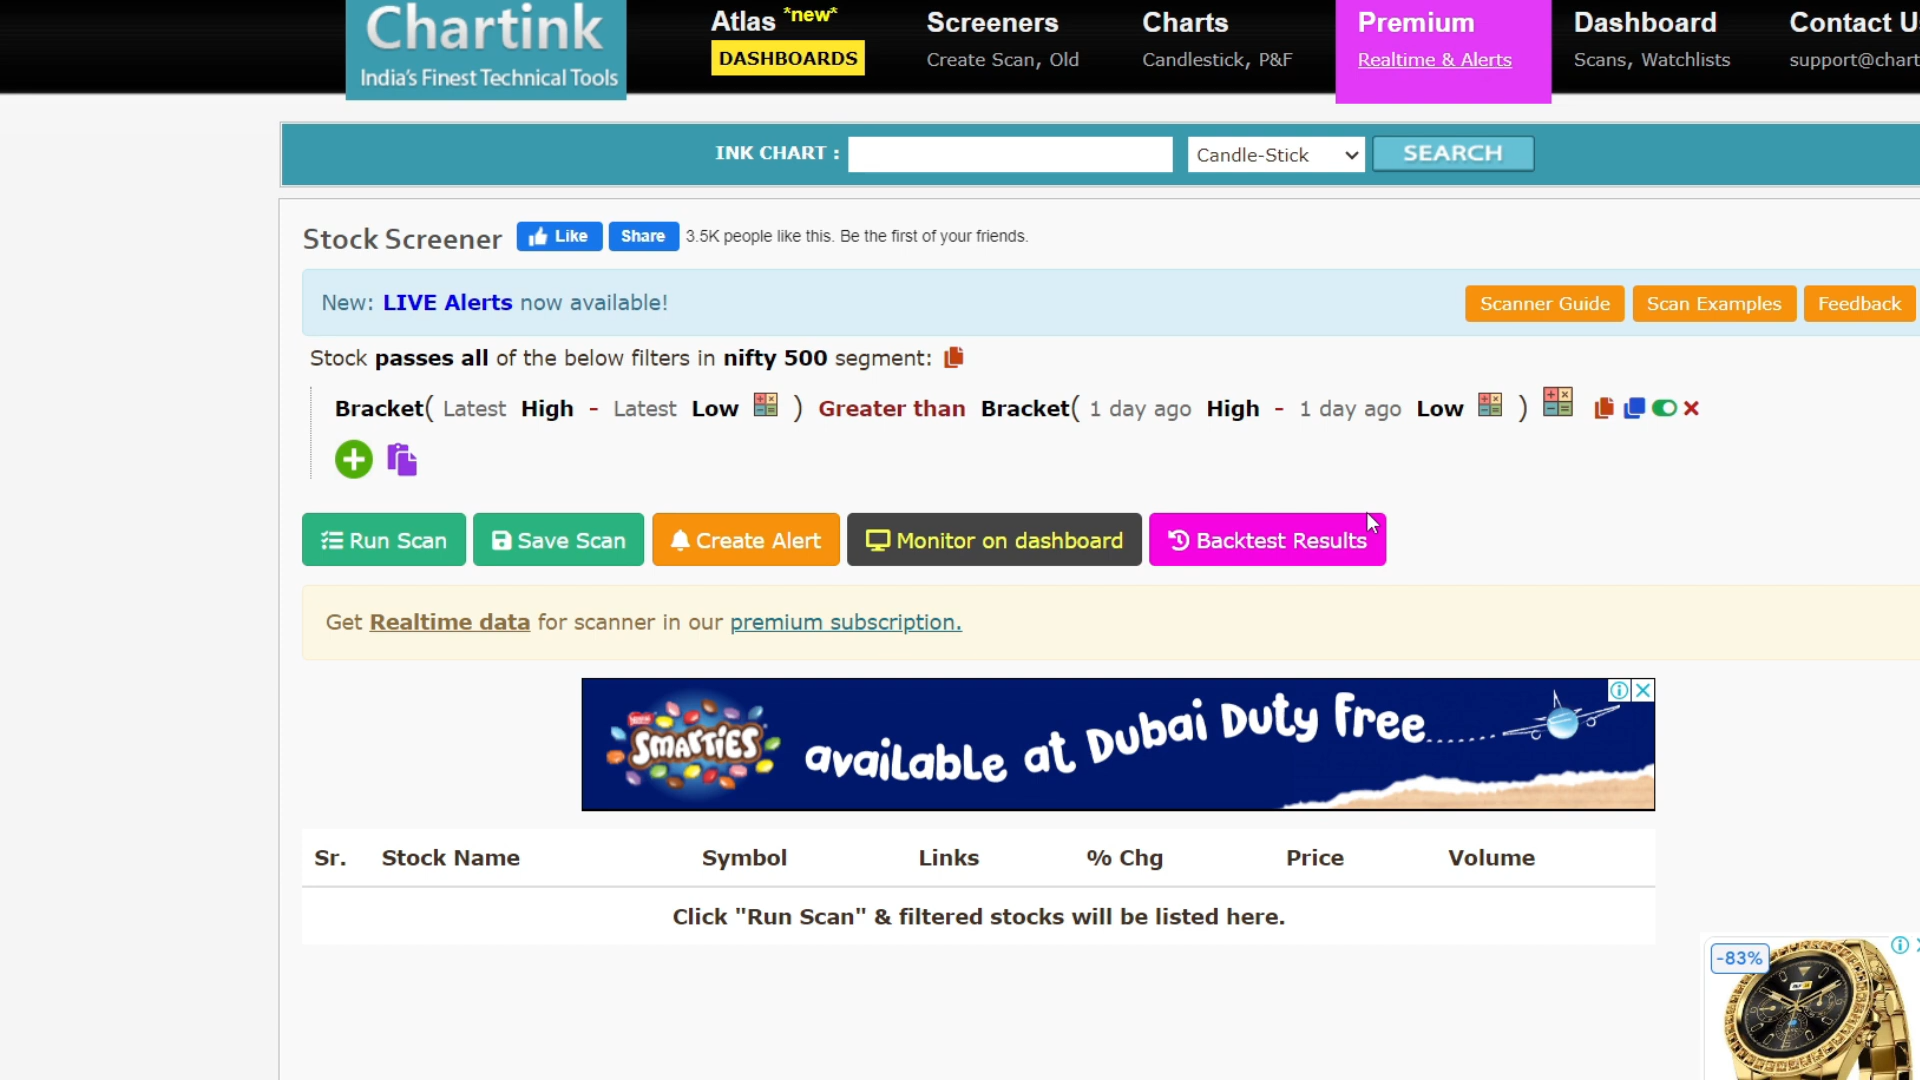 Chartink
India's Finest Technical Tools
Atlas *new*
DASHBOARDS
Screeners
Create Scan, Old
Charts
Candlestick, P&F
Premium
Realtime & Alerts
Dashboard
Scans, Watchlists
Contact U
support@chart
INK CHART :
Candle-Stick
SEARCH
Stock Screener
Like
Share
3.5K people like this. Be the first of your friends.
New: LIVE Alerts now available!
Scanner Guide
Scan Examples
Feedback
Stock passes all of the below filters in nifty 500 segment:
Bracket( Latest High - Latest Low ) Greater than Bracket( 1 day ago High - 1 day ago Low )
Run Scan
Save Scan
Create Alert
Monitor on dashboard
Backtest Results
Get Realtime data for scanner in our premium subscription.
Nestlé
SMARTIES
available at Dubai Duty Free......
Sr. Stock Name Symbol Links % Chg Price Volume
Click "Run Scan" & filtered stocks will be listed here.
-83%